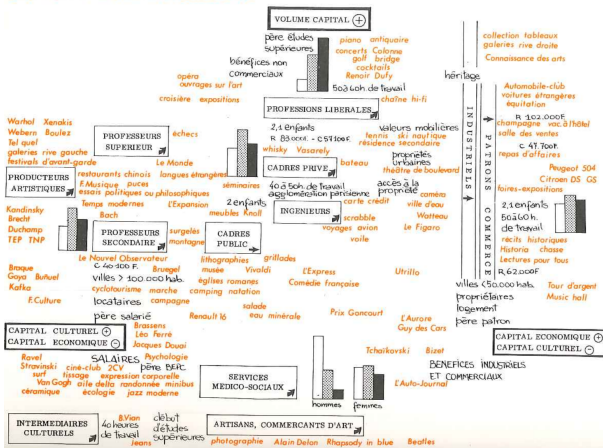 VOLUME CAPITAL +
père études
supérieures
bénéfices non
commerciaux
50 à 60h de travail
piano antiquaire
concerts Colonne
golf bridge
cocktails
Renoir Dufy
collection tableaux
galeries rive droite
Connaissance des arts
héritage
opéra
ouvrages sur l'art
croisière expositions
chaîne hi-fi
PROFESSIONS LIBERALES
INDUSTRIELS
PATRONS COMMERCE
Automobile-club
voitures étrangères
équitation
R 102.000F
champagne vac. à l'hôtel
salle des ventes
C 47.700F
repas d'affaires
Peugeot 504
Citroen DS GS
foires-expositions
Warhol Xenakis
Webern Boulez
Tel quel
galeries rive gauche
festivals d'avant-garde
PROFESSEURS
SUPERIEUR
échecs
Le Monde
2,1 enfants
R 83000F - C57100F
whisky Vasarely
CADRES PRIVE
valeurs mobilières
tennis ski nautique
résidence secondaire
bateau
propriétés
urbaines
théâtre de boulevard
PRODUCTEURS
ARTISTIQUES
restaurants chinois
langues étrangères
F.Musique puces
essais politiques ou philosophiques
Temps modernes
l'Expansion
séminaires
40 à 50h. de Travail
agglomération parisienne
accès à la
propriété
caméra
ville d'eau
2 enfants
meubles Knoll
INGENIEURS
carte crédit
scrabble
voyages avion
voile
Watteau
Le Figaro
2,1 enfants
50 à 60 h.
de travail
récits historiques
Historia chasse
Lectures pour tous
R 62.000F
Kandinsky
Brecht
Duchamp
TEP TNP
Bach
PROFESSEURS
SECONDAIRE
surgelés
montagne
CADRES
PUBLIC
Le Nouvel Observateur
C 40.100 F.
villes > 100.000 hab.
Braque
Goya Buñuel
Kafka
F.Culture
lithographies
grillades
Bruegel
musée
Vivaldi
l'Express
églises romanes
Comédie française
Utrillo
cyclotourisme marche camping natation
locataires
campagne
père salarié
Renault 16
salade
eau minérale
Prix Goncourt
L'Aurore
Guy des Cars
villes < 50.000 hab.
propriétaires
logement
père patron
Tour d'argent
Music hall
CAPITAL CULTUREL +
CAPITAL ECONOMIQUE -
Brassens
Léo Ferré
Jacques Douai
CAPITAL ECONOMIQUE +
CAPITAL CULTUREL -
Ravel
Stravinski
SALAIRES
Psychologie
père BEPC
ciné-club 2CV
surf
tissage
expression corporelle
Van Gogh
aile delta
randonnée
minibus
céramique
écologie
jazz moderne
SERVICES
MEDICO-SOCIAUX
hommes
femmes
Tchaïkovski
Bizet
BENEFICES INDUSTRIELS
ET COMMERCIAUX
L'Auto-Journal
INTERMEDIAIRES
CULTURELS
B.Vian
40 heures
de travail
jeans
début
d'études
supérieures
ARTISANS, COMMERCANTS D'ART
photographie
Alain Delon
Rhapsody in blue
Beatles